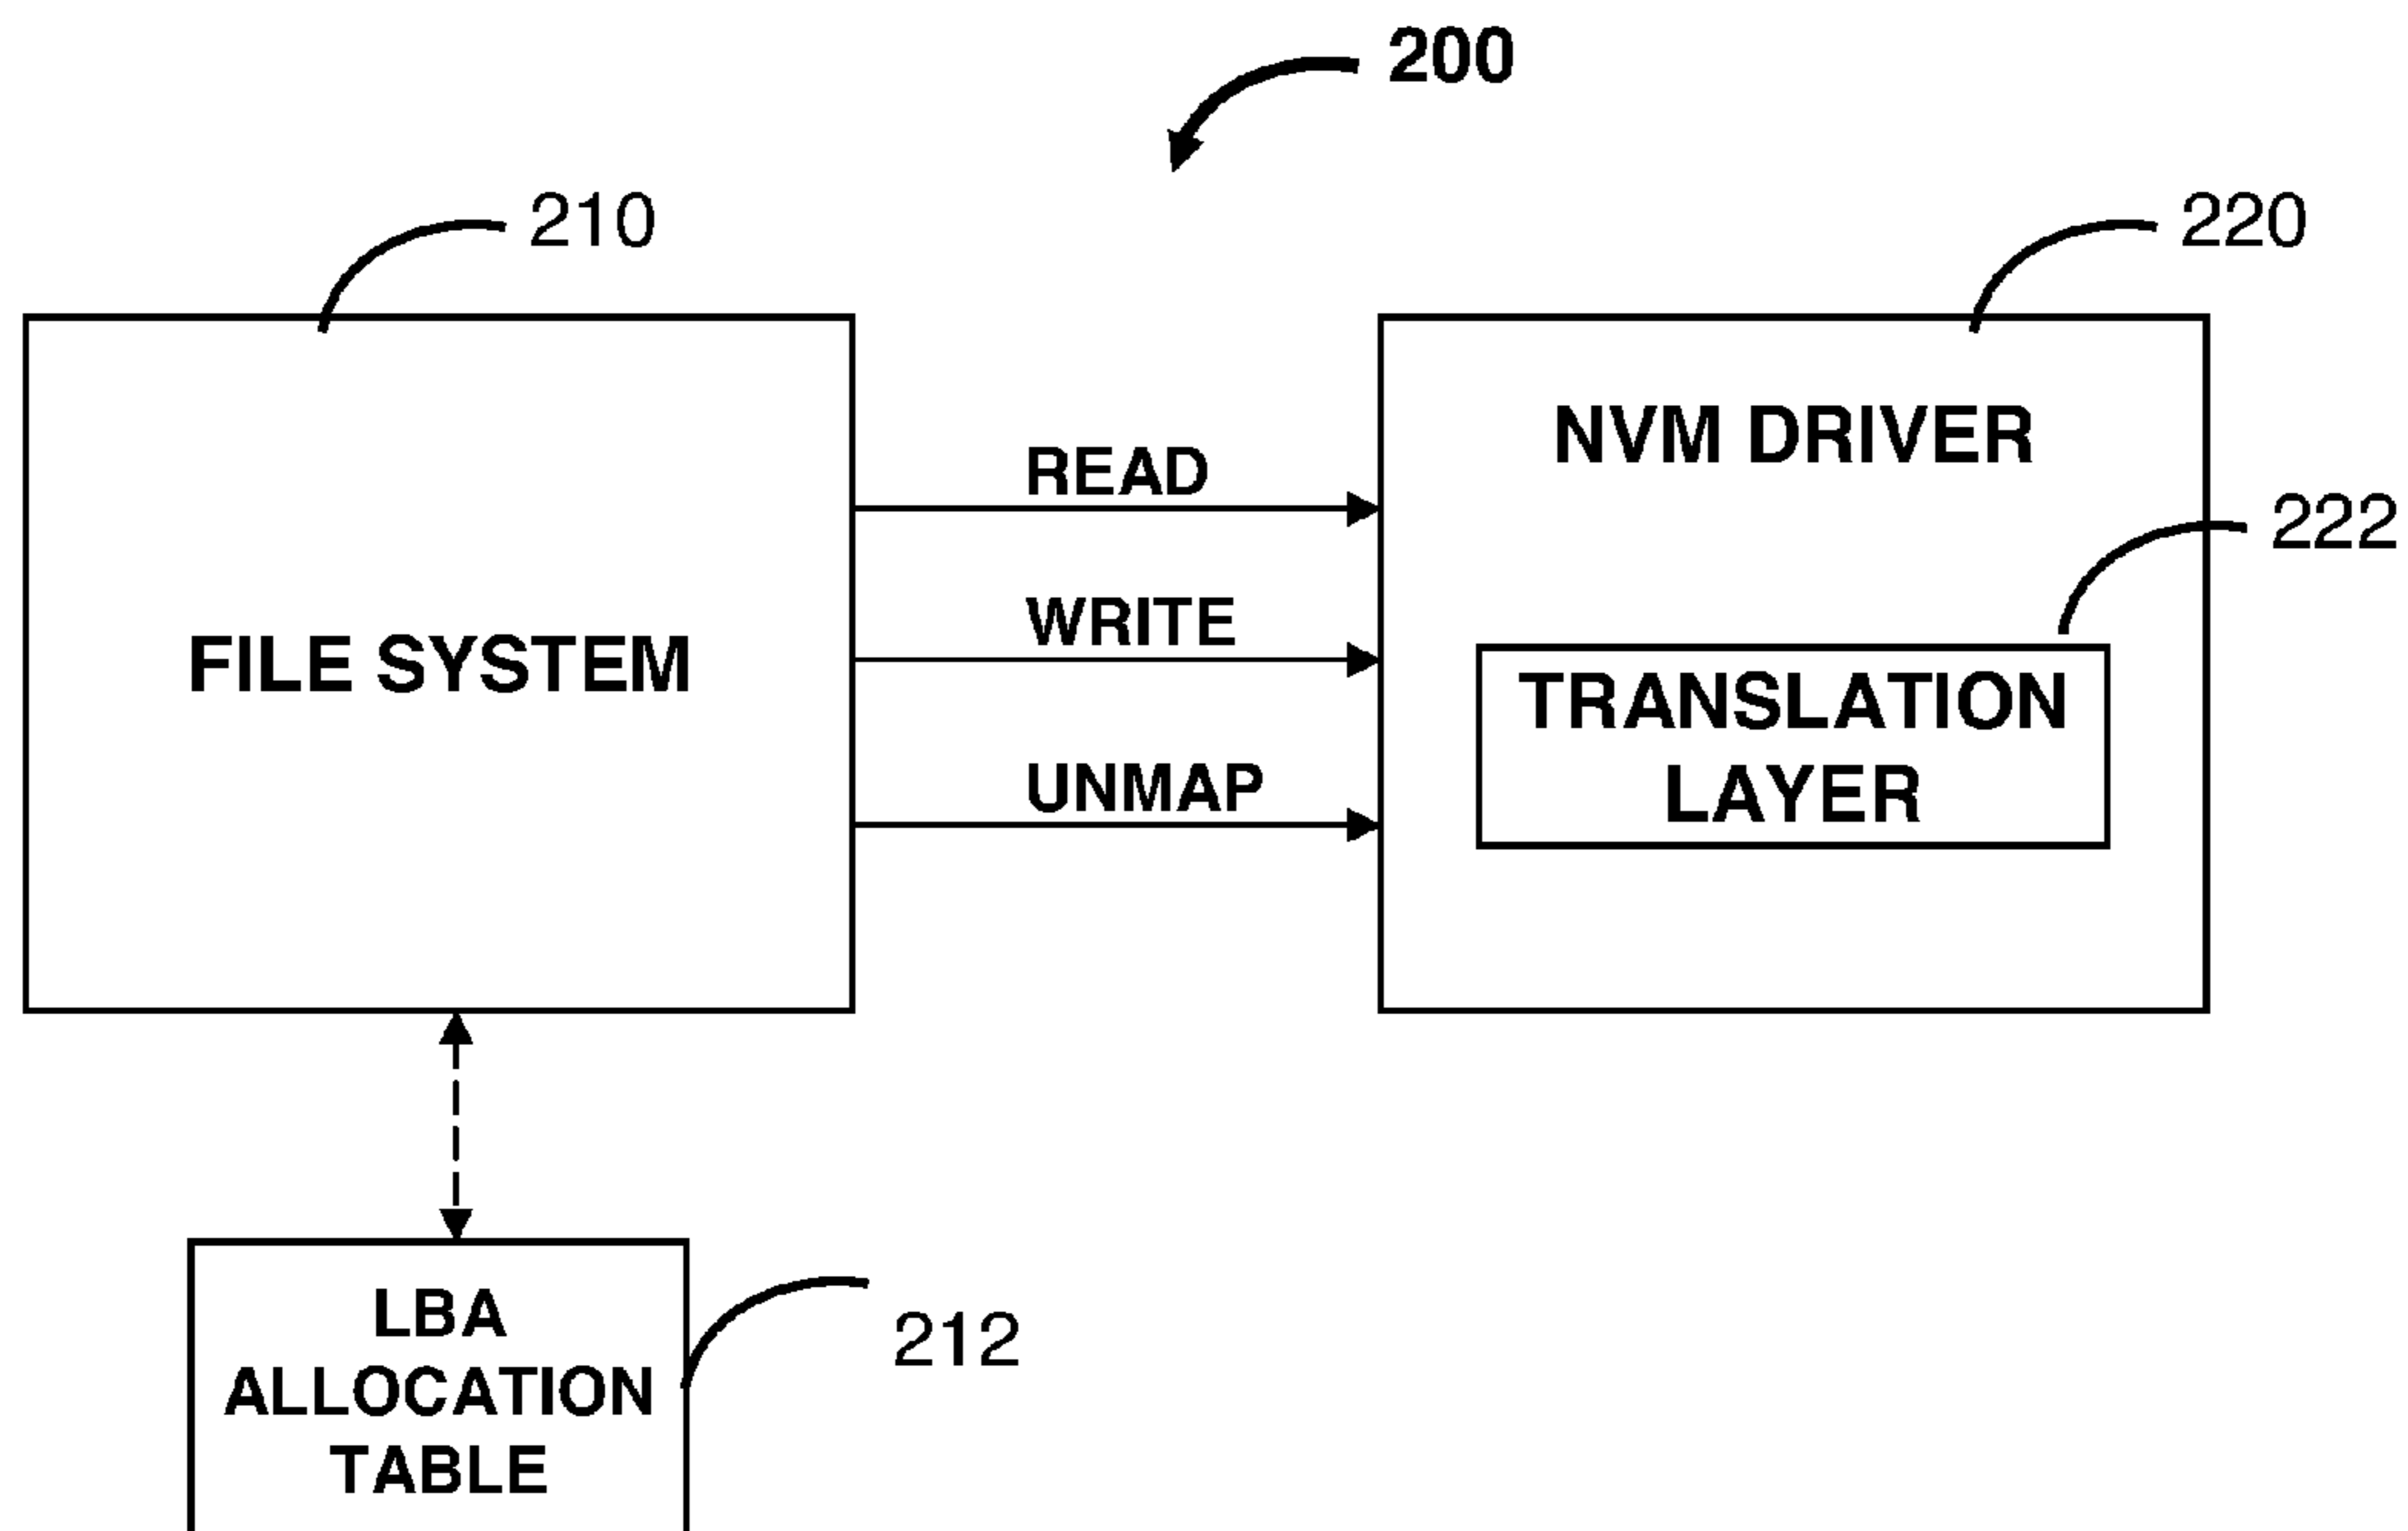 200
210
220
NVM DRIVER
READ
222
WRITE
FILE SYSTEM
TRANSLATION
LAYER
UNMAP
LBA
212
ALLOCATION
TABLE